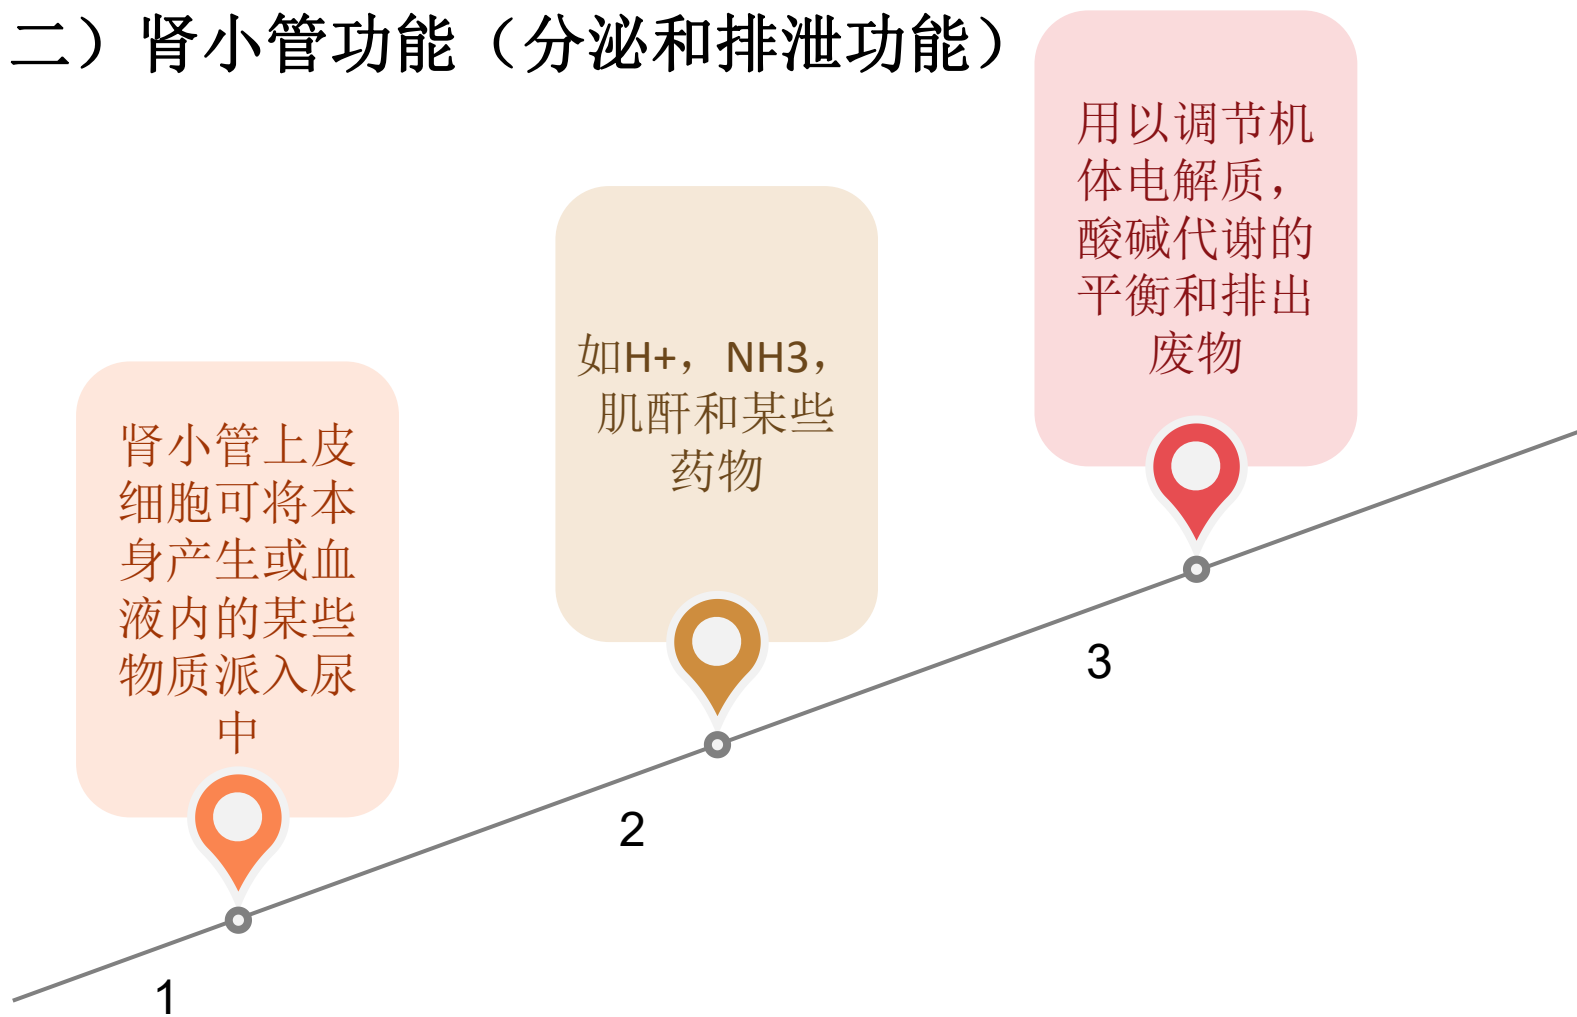 二）肾小管功能（分泌和排泄功能）
肾小管上皮
细胞可将本
身产生或血
液内的某些
物质派入尿
中
1
如H+，NH3，
肌酐和某些
药物
2
用以调节机
体电解质，
酸碱代谢的
平衡和排出
废物
3